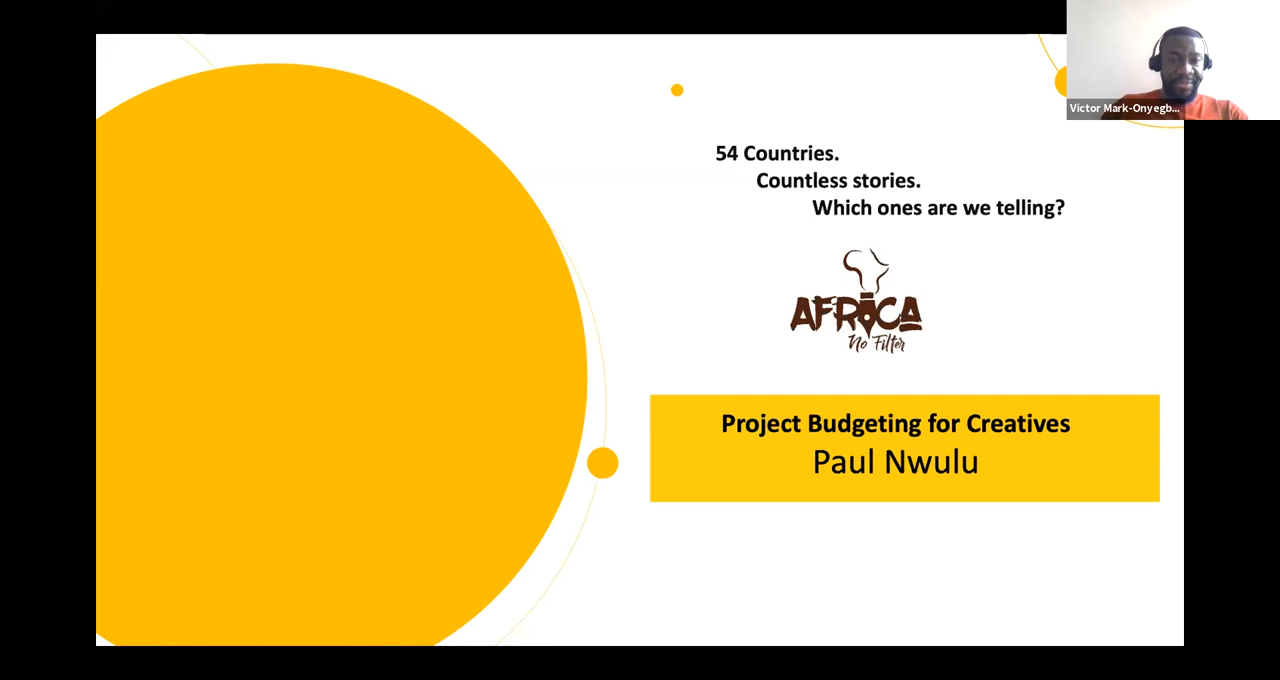 Victor Mark-Onyegb...
54 Countries.
Countless stories.
Which ones are we telling?
AFRICA
No Filter
Project Budgeting for Creatives
Paul Nwulu